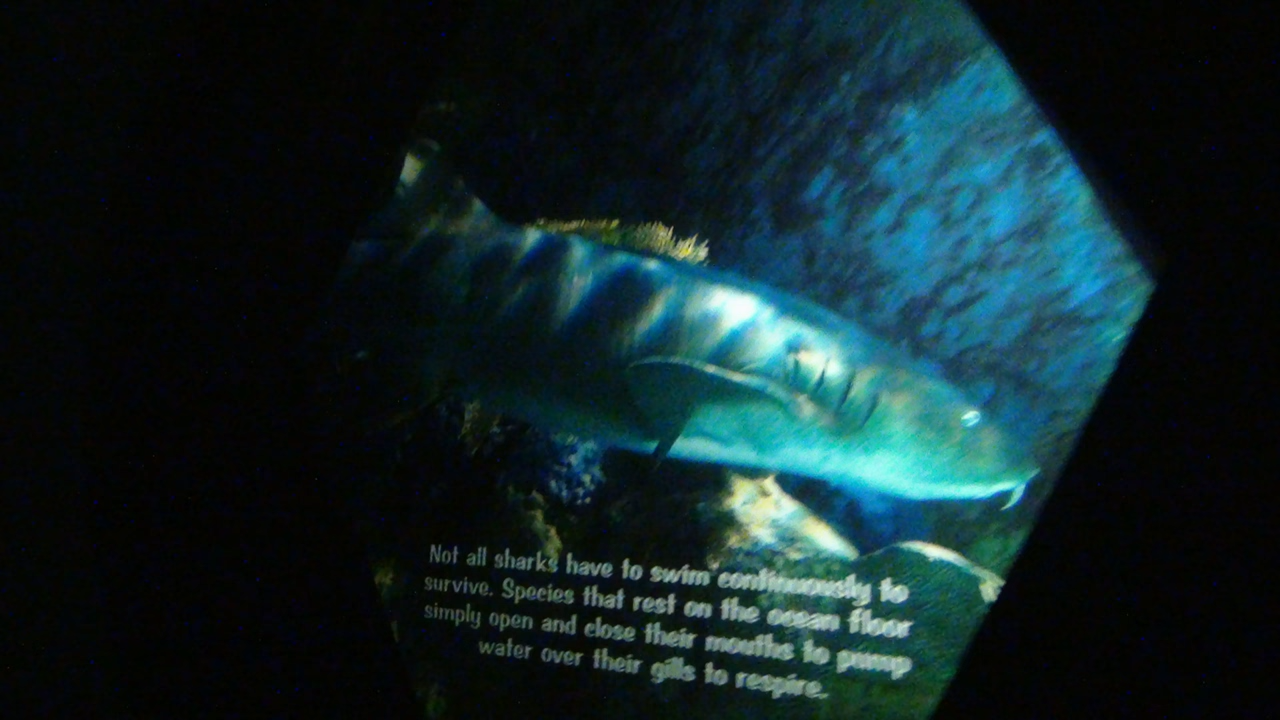 Not all sharks have to swim continuously to
survive. Species that rest on the ocean floor
simply open and close their mouths to pump
water over their gills to respire.